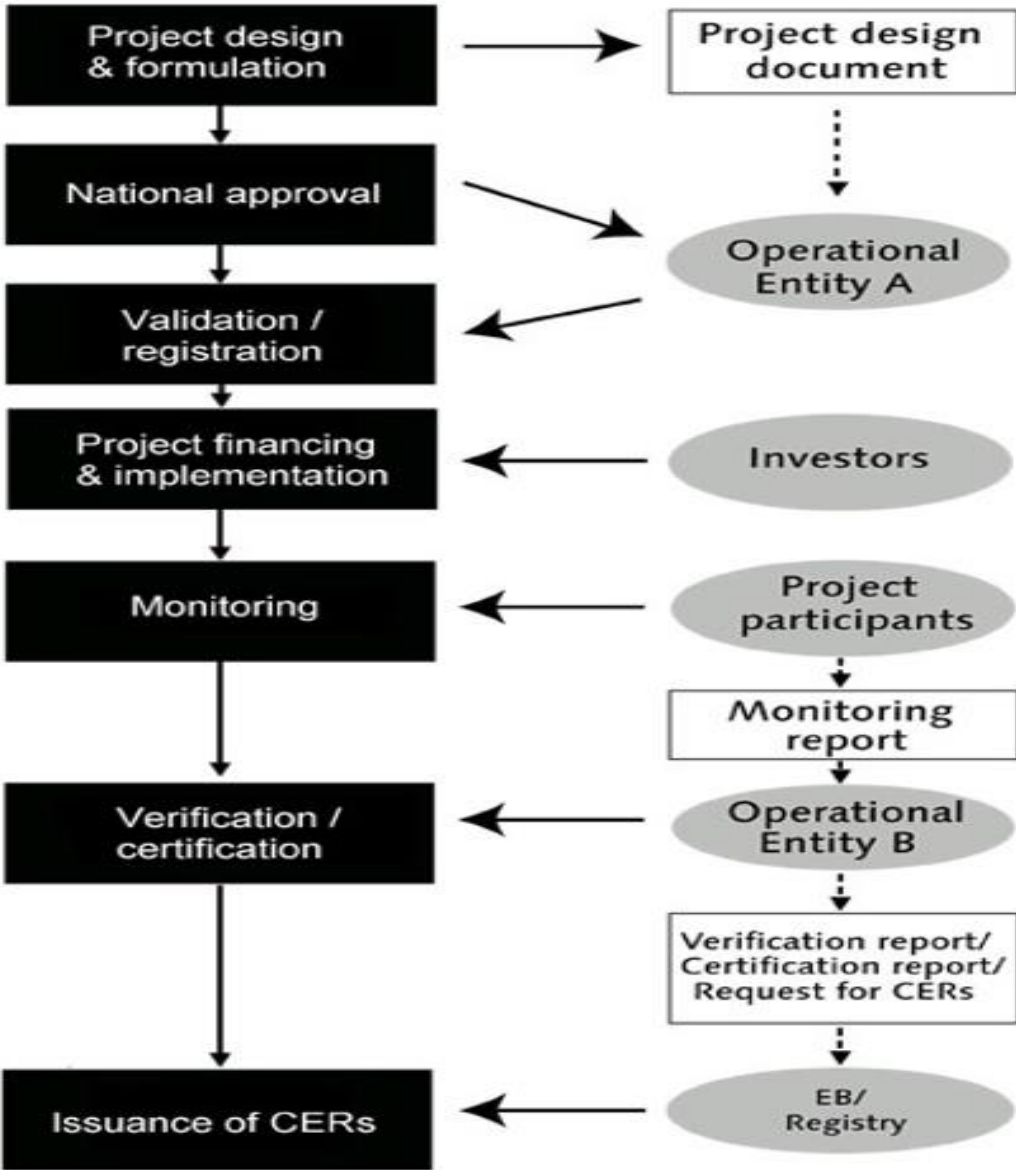 Project design
& formulation
Project design
document
National approval
Operational
Entity A
Validation /
registration
Project financing
& implementation
Investors
Monitoring
Project
participants
Monitoring
report
Verification /
certification
Operational
Entity B
Verification report/
Certification report/
Request for CERs
Issuance of CERs
EB/
Registry